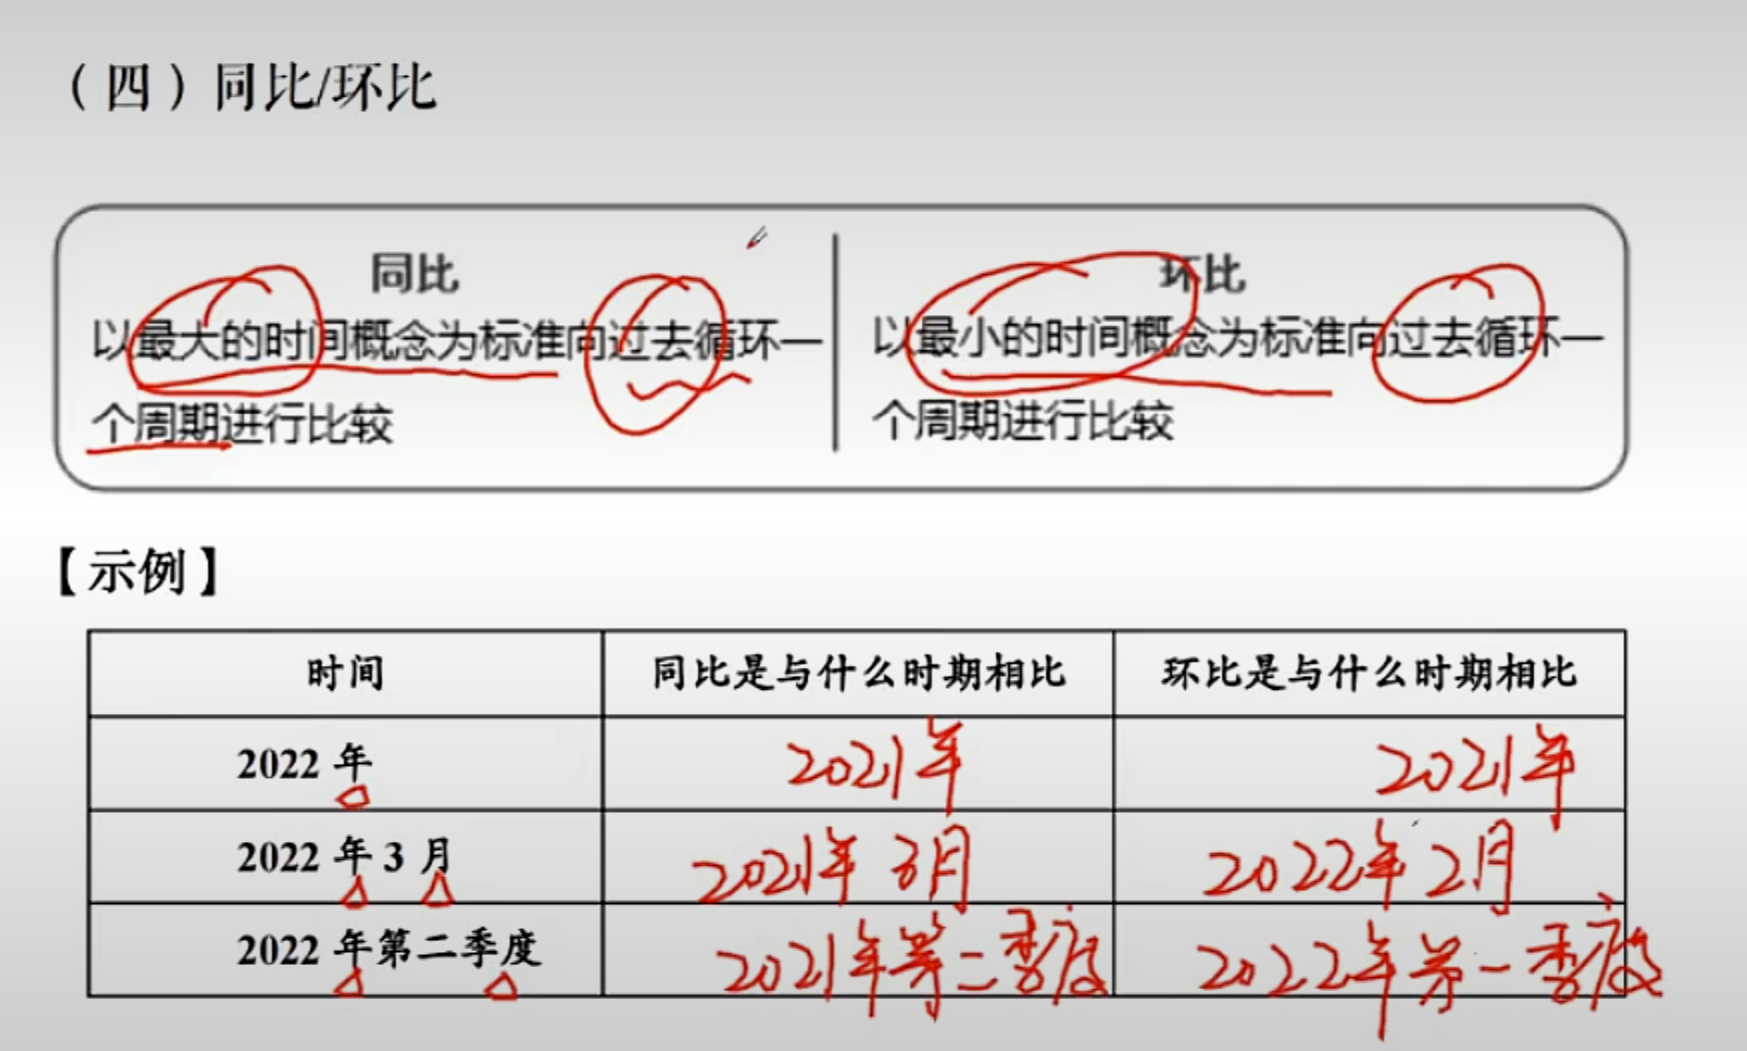 （四）同比/环比
同比
以最大的时间概念为标准向过去循环一
个周期进行比较
环比
以最小的时间概念为标准向过去循环一
个周期进行比较
【示例】
时间 同比是与什么时期相比 环比是与什么时期相比
2022 年 2021年 2021年
2022 年 3 月 2021年 3月 2022年 2月
2022 年第二季度 2021年第二季度 2022年第一季度